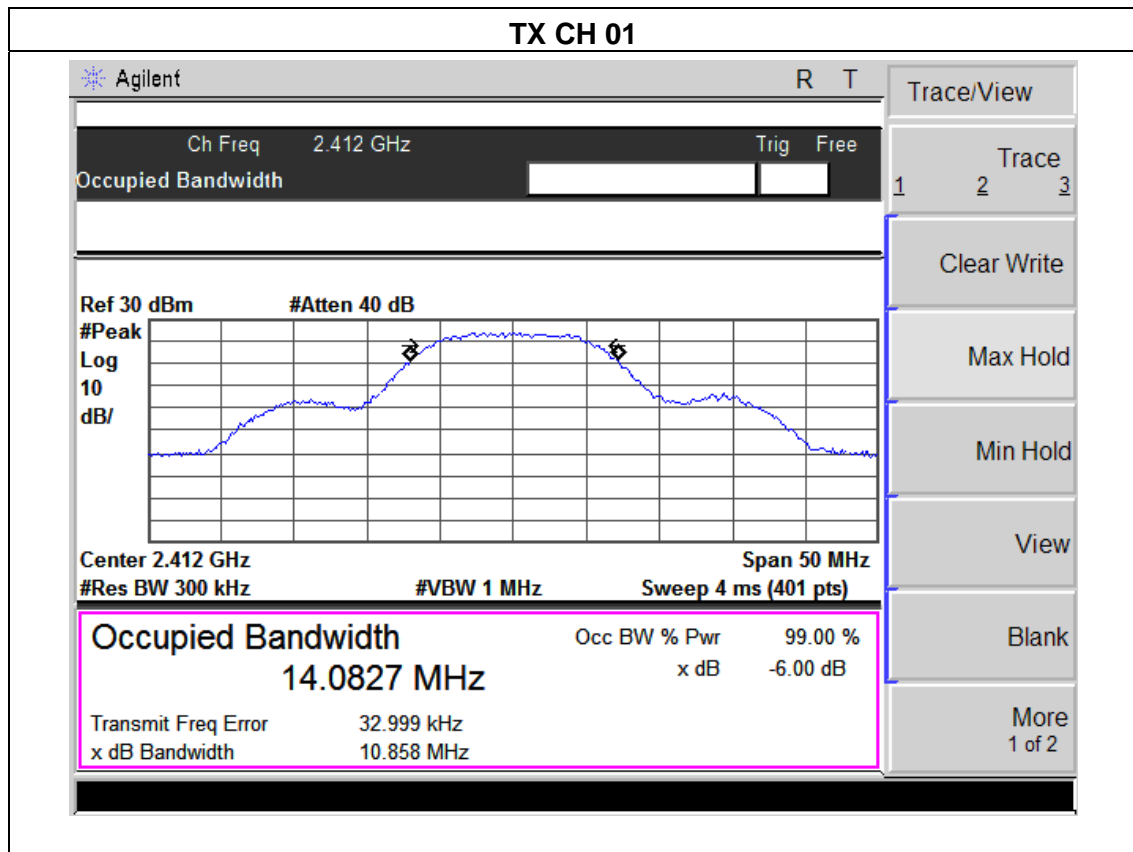 TX CH 01
Agilent R T
Ch Freq 2.412 GHz Trig Free
Occupied Bandwidth
Ref 30 dBm #Atten 40 dB
#Peak
Log
10
dB/
Center 2.412 GHz Span 50 MHz
#Res BW 300 kHz #VBW 1 MHz Sweep 4 ms (401 pts)
Occupied Bandwidth Occ BW % Pwr 99.00 %
14.0827 MHz x dB -6.00 dB
Transmit Freq Error 32.999 kHz
x dB Bandwidth 10.858 MHz
Trace/View
Trace
1 2 3
Clear Write
Max Hold
Min Hold
View
Blank
More
1 of 2